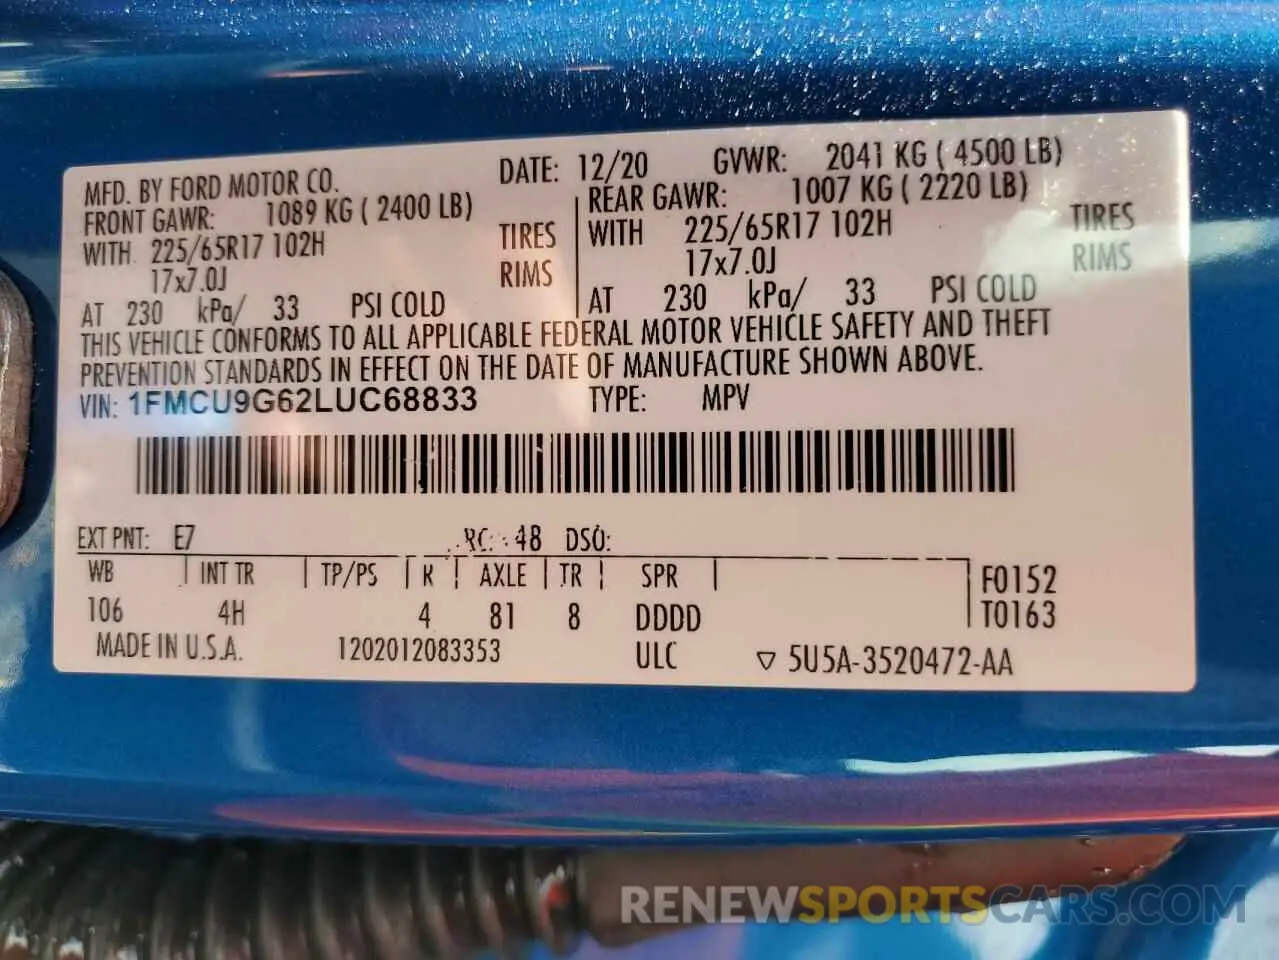 MFD. BY FORD MOTOR CO. DATE: 12/20 GVWR: 2041 KG ( 4500 LB)
FRONT GAWR: 1089 KG ( 2400 LB) REAR GAWR: 1007 KG ( 2220 LB)
WITH 225/65R17 102H TIRES WITH 225/65R17 102H TIRES
17x7.0J RIMS 17x7.0J RIMS
AT 230 kPa/ 33 PSI COLD AT 230 kPa/ 33 PSI COLD
THIS VEHICLE CONFORMS TO ALL APPLICABLE FEDERAL MOTOR VEHICLE SAFETY AND THEFT
PREVENTION STANDARDS IN EFFECT ON THE DATE OF MANUFACTURE SHOWN ABOVE.
VIN: 1FMCU9G62LUC68833 TYPE: MPV
EXT PNT: E7 RC: 48 DSO:
WB INT TR TP/PS R AXLE TR SPR F0152
106 4H 4 81 8 DDDD T0163
MADE IN U.S.A. 1202012083353 ULC ▽ 5U5A-3520472-AA
RENEWSPORTSCARS.COM